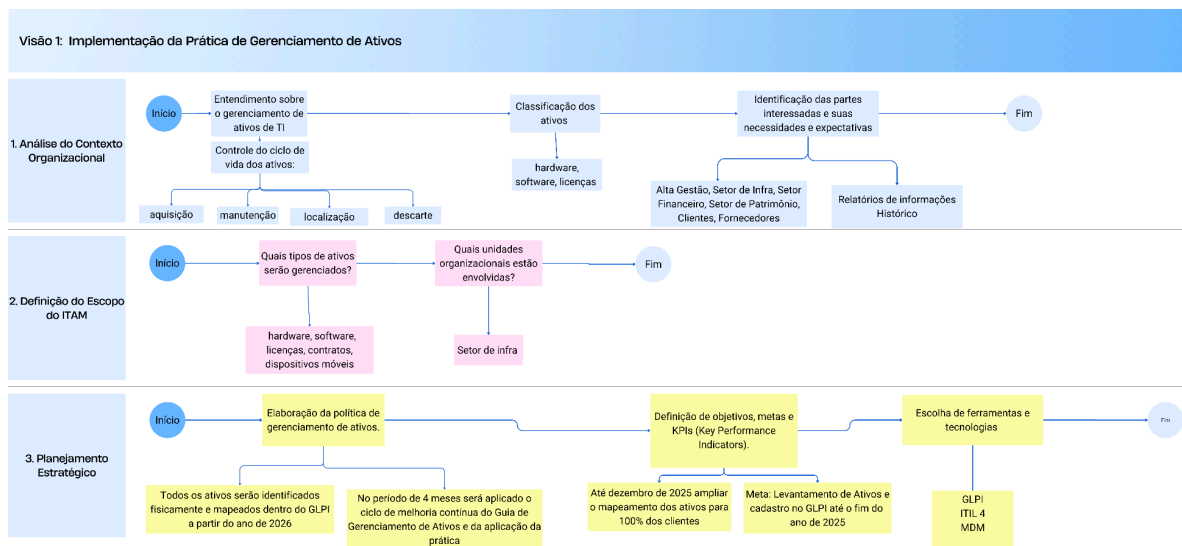 Visão 1:  Implementação da Prática de Gerenciamento de Ativos
1. Análise do Contexto
Organizacional
Início
Entendimento sobre
o gerenciamento de
ativos de TI
Controle do ciclo de
vida dos ativos:
aquisição
manutenção
localização
descarte
Classificação dos
ativos
hardware,
software, licenças
Identificação das partes
interessadas e suas
necessidades e expectativas
Alta Gestão, Setor de Infra, Setor
Financeiro, Setor de Patrimônio,
Clientes, Fornecedores
Relatórios de informações
Histórico
Fim
2. Definição do Escopo
do ITAM
Início
Quais tipos de ativos
serão gerenciados?
hardware, software,
licenças, contratos,
dispositivos móveis
Quais unidades
organizacionais estão
envolvidas?
Setor de infra
Fim
3. Planejamento
Estratégico
Início
Elaboração da política de
gerenciamento de ativos.
Todos os ativos serão identificados
fisicamente e mapeados dentro do GLPI
a partir do ano de 2026
No período de 4 meses será aplicado o
ciclo de melhoria contínua do Guia de
Gerenciamento de Ativos e da aplicação da
prática
Definição de objetivos, metas e
KPIs (Key Performance
Indicators).
Até dezembro de 2025 ampliar
o mapeamento dos ativos para
100% dos clientes
Meta: Levantamento de Ativos e
cadastro no GLPI até o fim do
ano de 2025
Escolha de ferramentas e
tecnologias
GLPI
ITIL 4
MDM
Fim